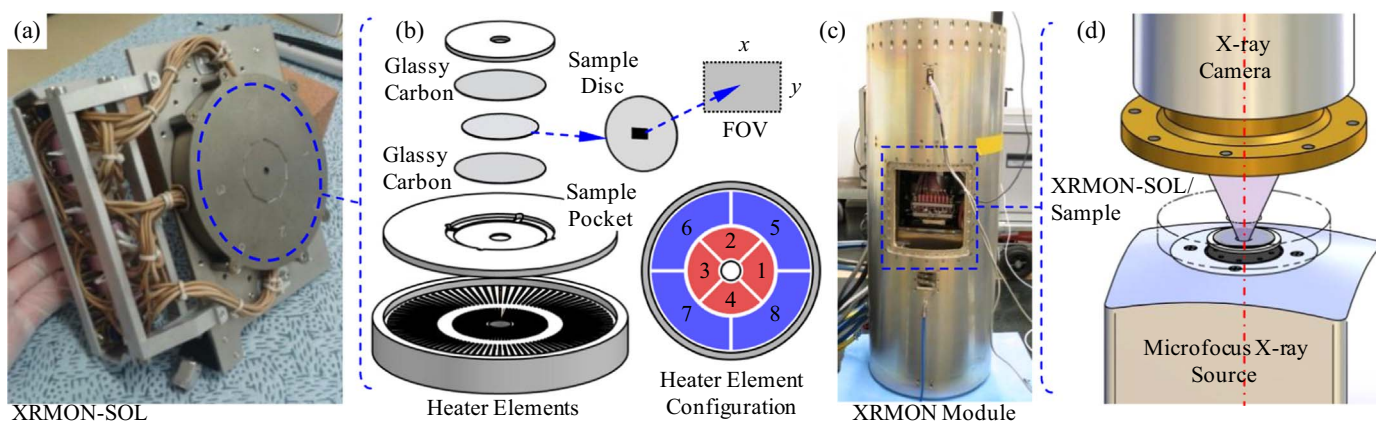 (a)
XRMON-SOL
(b)
Glassy
Carbon
Glassy
Carbon
Sample
Disc
x
y
FOV
Sample
Pocket
Heater Elements
6
5
2
3
1
4
7
8
Heater Element
Configuration
(c)
XRMON Module
XRMON-SOL/
Sample
(d)
X-ray
Camera
Microfocus X-ray
Source